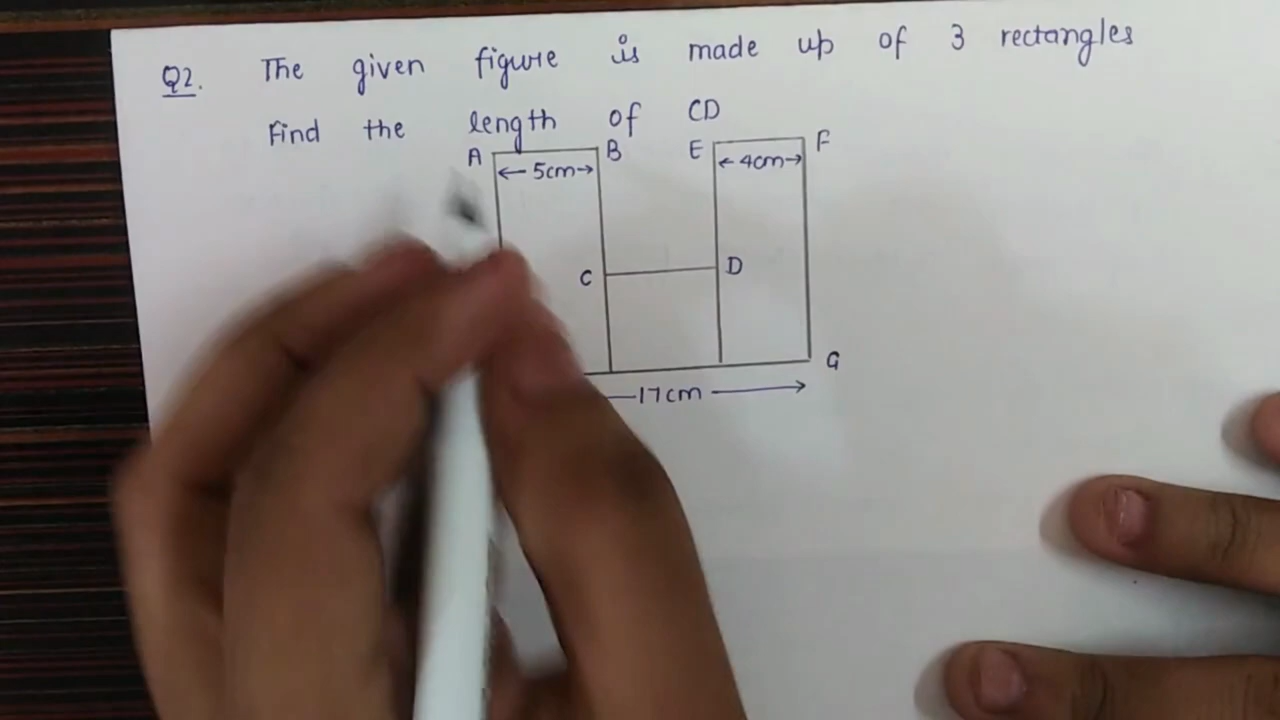 Q2. The given figure is made up of 3 rectangles
Find the length of CD
A B E F
← 5cm → ← 4cm →
C D
G
17cm →